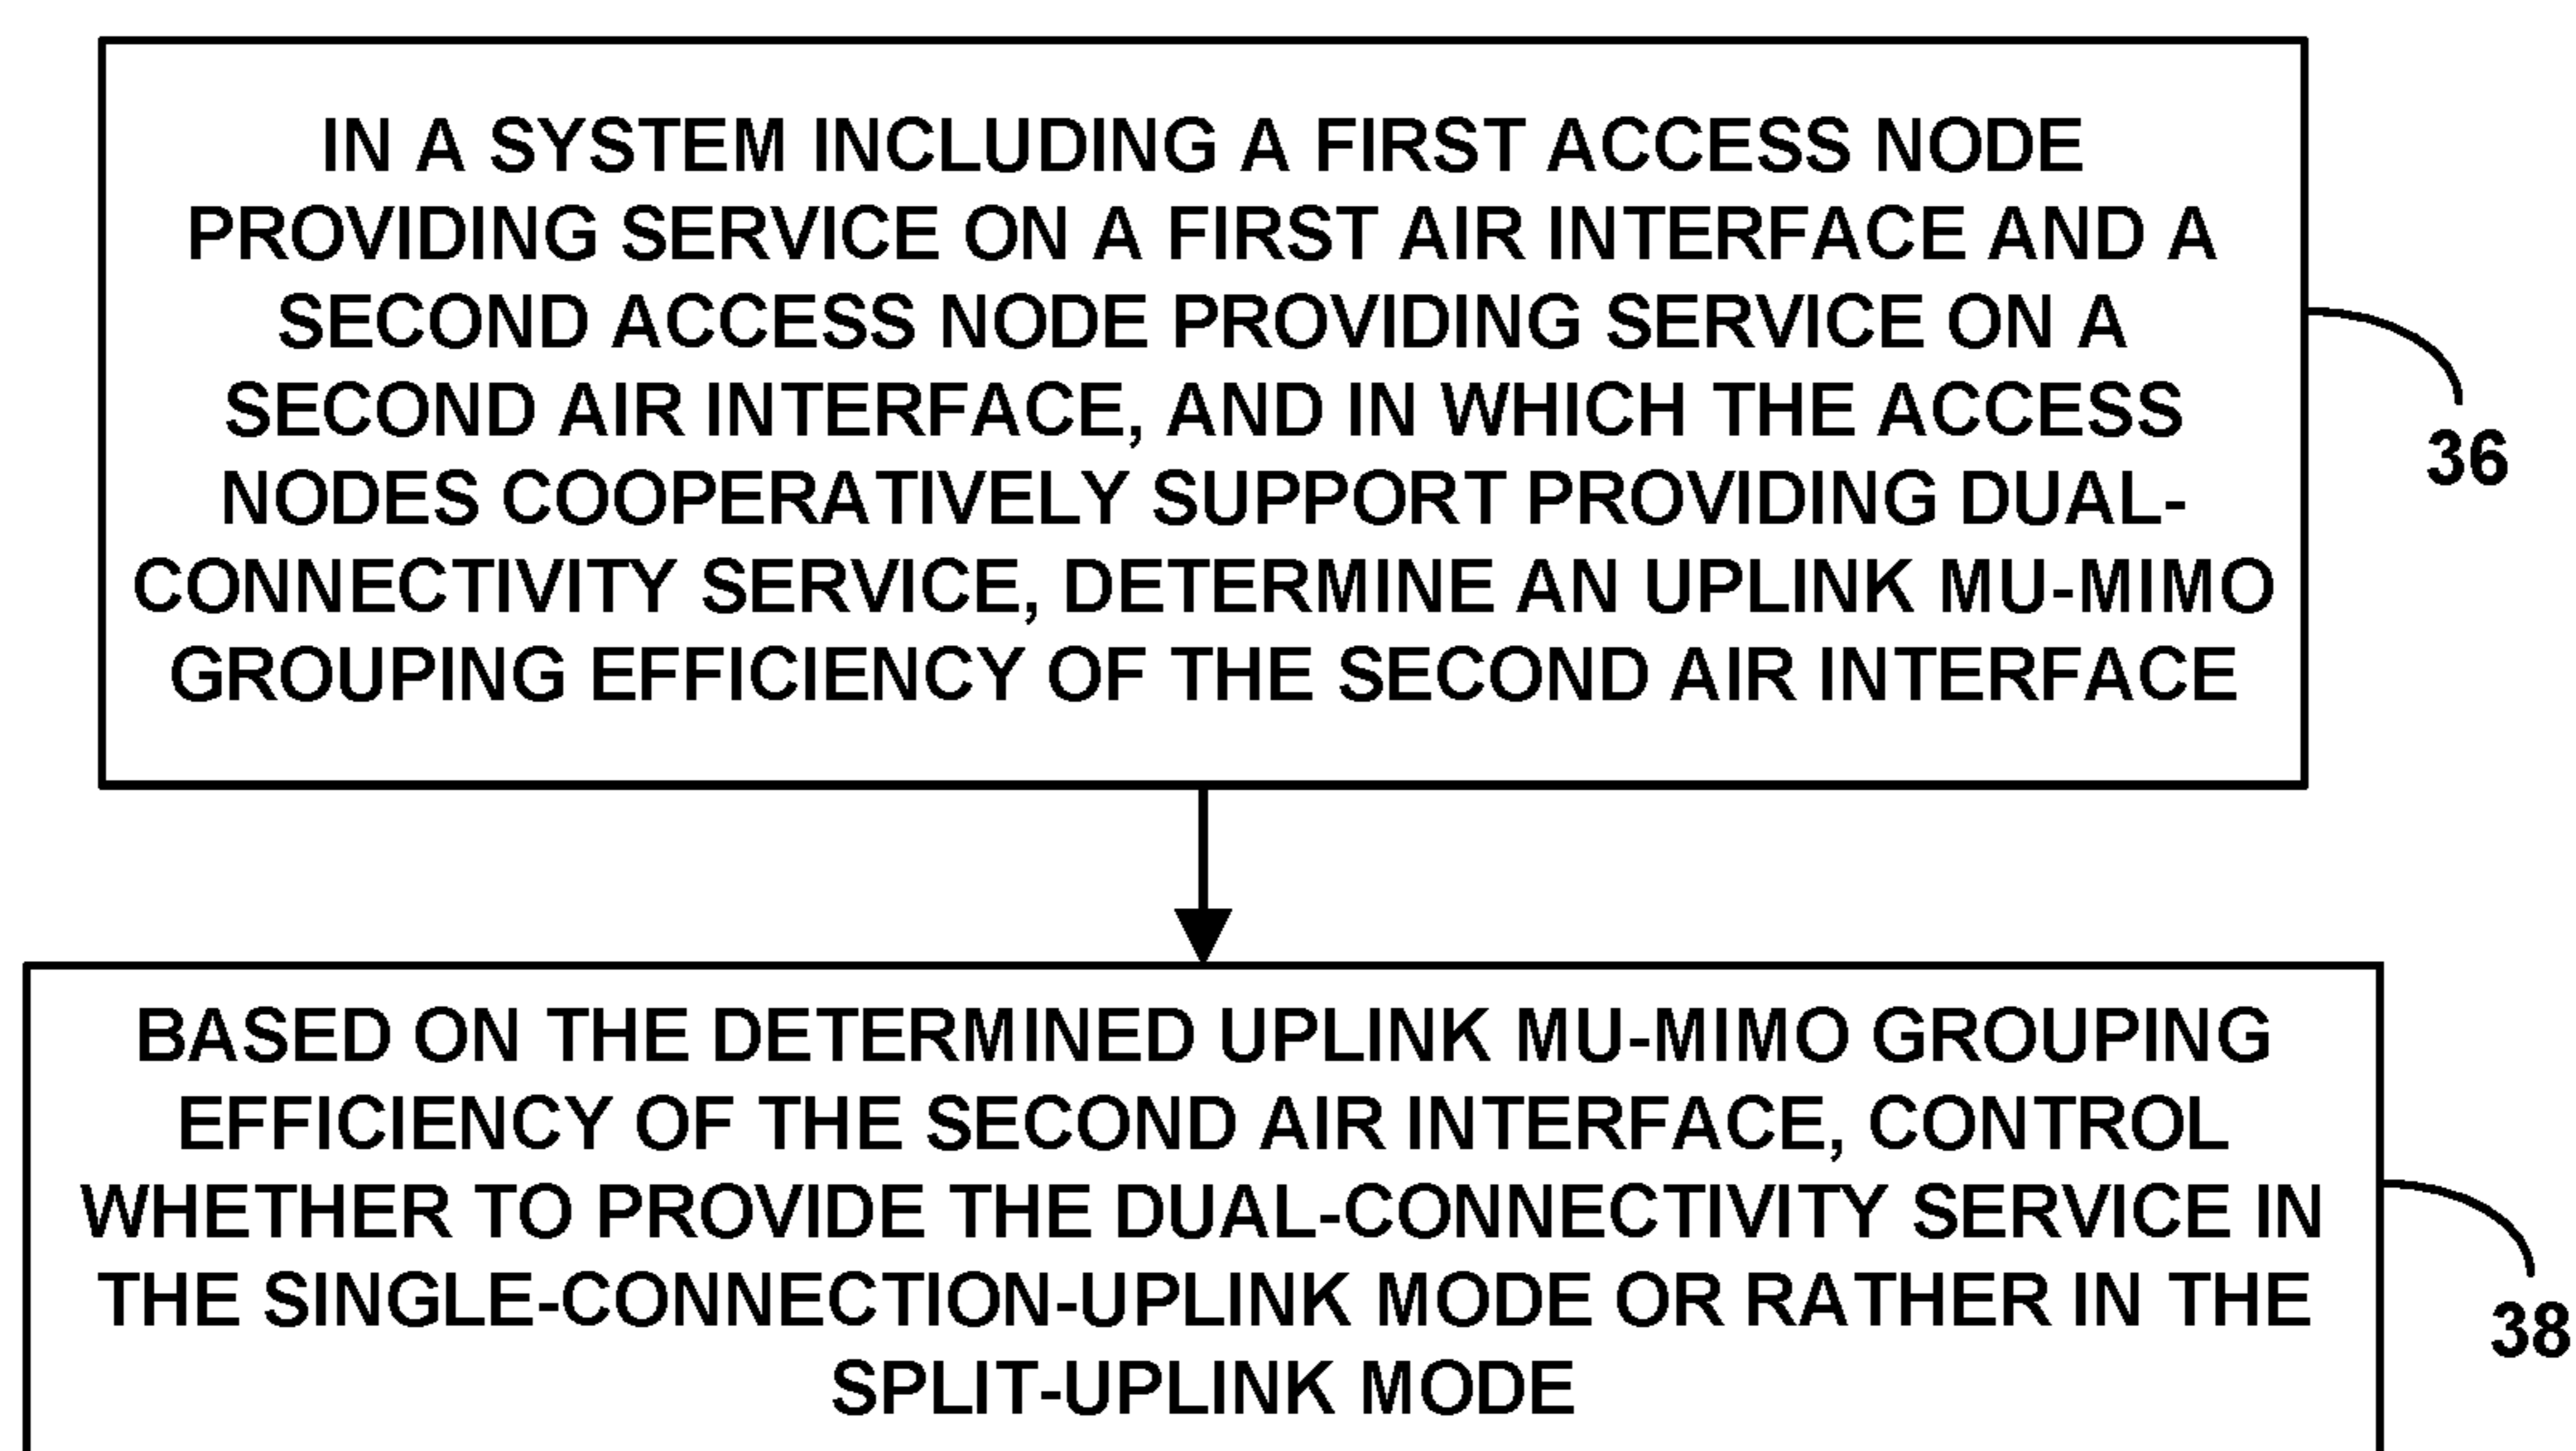 IN A SYSTEM INCLUDING A FIRST ACCESS NODE
PROVIDING SERVICE ON A FIRST AIR INTERFACE AND A
SECOND ACCESS NODE PROVIDING SERVICE ON A
SECOND AIR INTERFACE, AND IN WHICH THE ACCESS
NODES COOPERATIVELY SUPPORT PROVIDING DUAL-
CONNECTIVITY SERVICE, DETERMINE AN UPLINK MU-MIMO
GROUPING EFFICIENCY OF THE SECOND AIR INTERFACE
36
BASED ON THE DETERMINED UPLINK MU-MIMO GROUPING
EFFICIENCY OF THE SECOND AIR INTERFACE, CONTROL
WHETHER TO PROVIDE THE DUAL-CONNECTIVITY SERVICE IN
THE SINGLE-CONNECTION-UPLINK MODE OR RATHER IN THE
SPLIT-UPLINK MODE
38